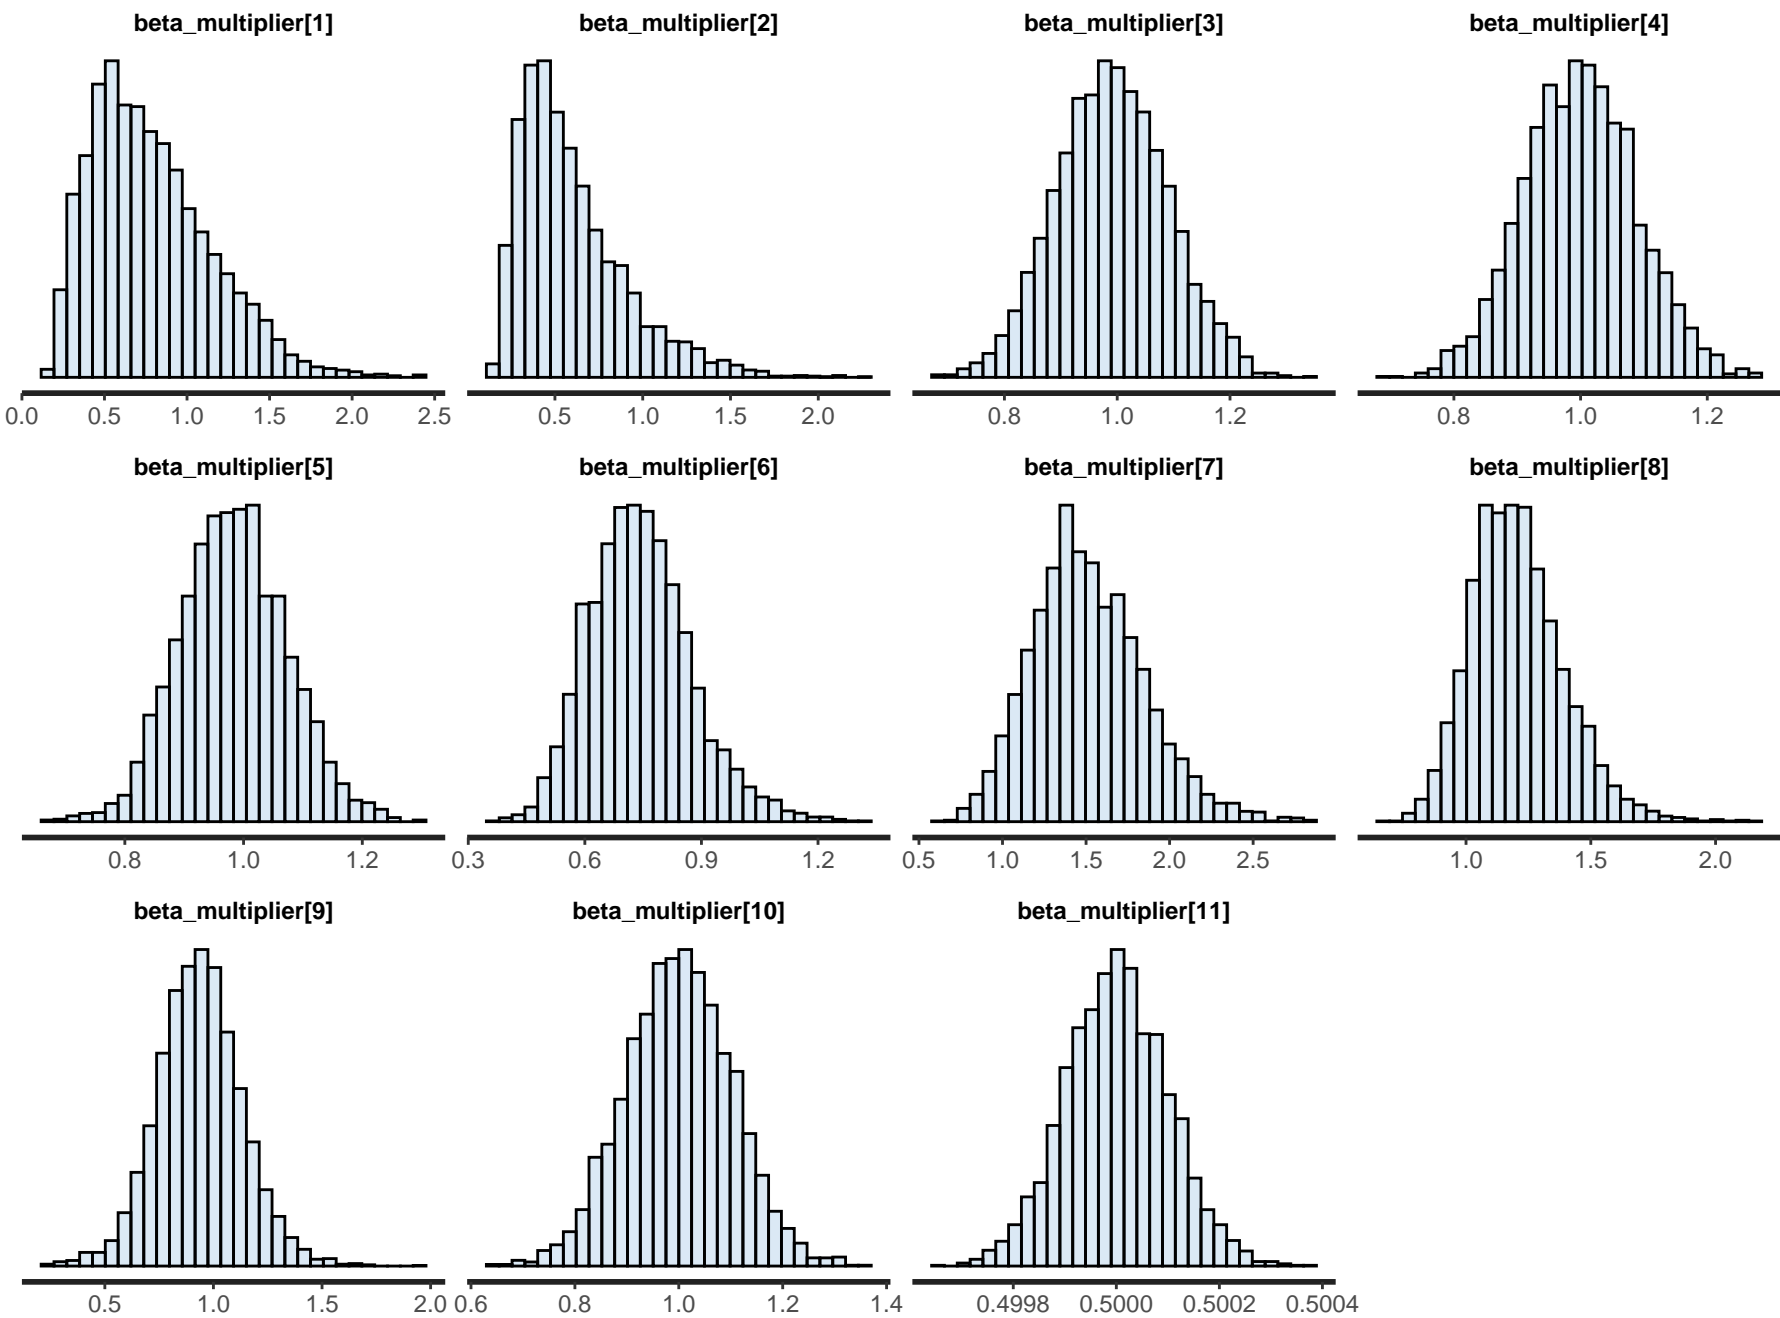 beta_multiplier[1] beta_multiplier[2] beta_multiplier[3] beta_multiplier[4]
0.0 0.5 1.0 1.5 2.0 2.5 0.5 1.0 1.5 2.0 0.8 1.0 1.2 0.8 1.0 1.2
beta_multiplier[5] beta_multiplier[6] beta_multiplier[7] beta_multiplier[8]
0.8 1.0 1.2 0.3 0.6 0.9 1.2 0.5 1.0 1.5 2.0 2.5 1.0 1.5 2.0
beta_multiplier[9] beta_multiplier[10] beta_multiplier[11]
0.5 1.0 1.5 2.0 0.6 0.8 1.0 1.2 1.4 0.4998 0.5000 0.5002 0.5004